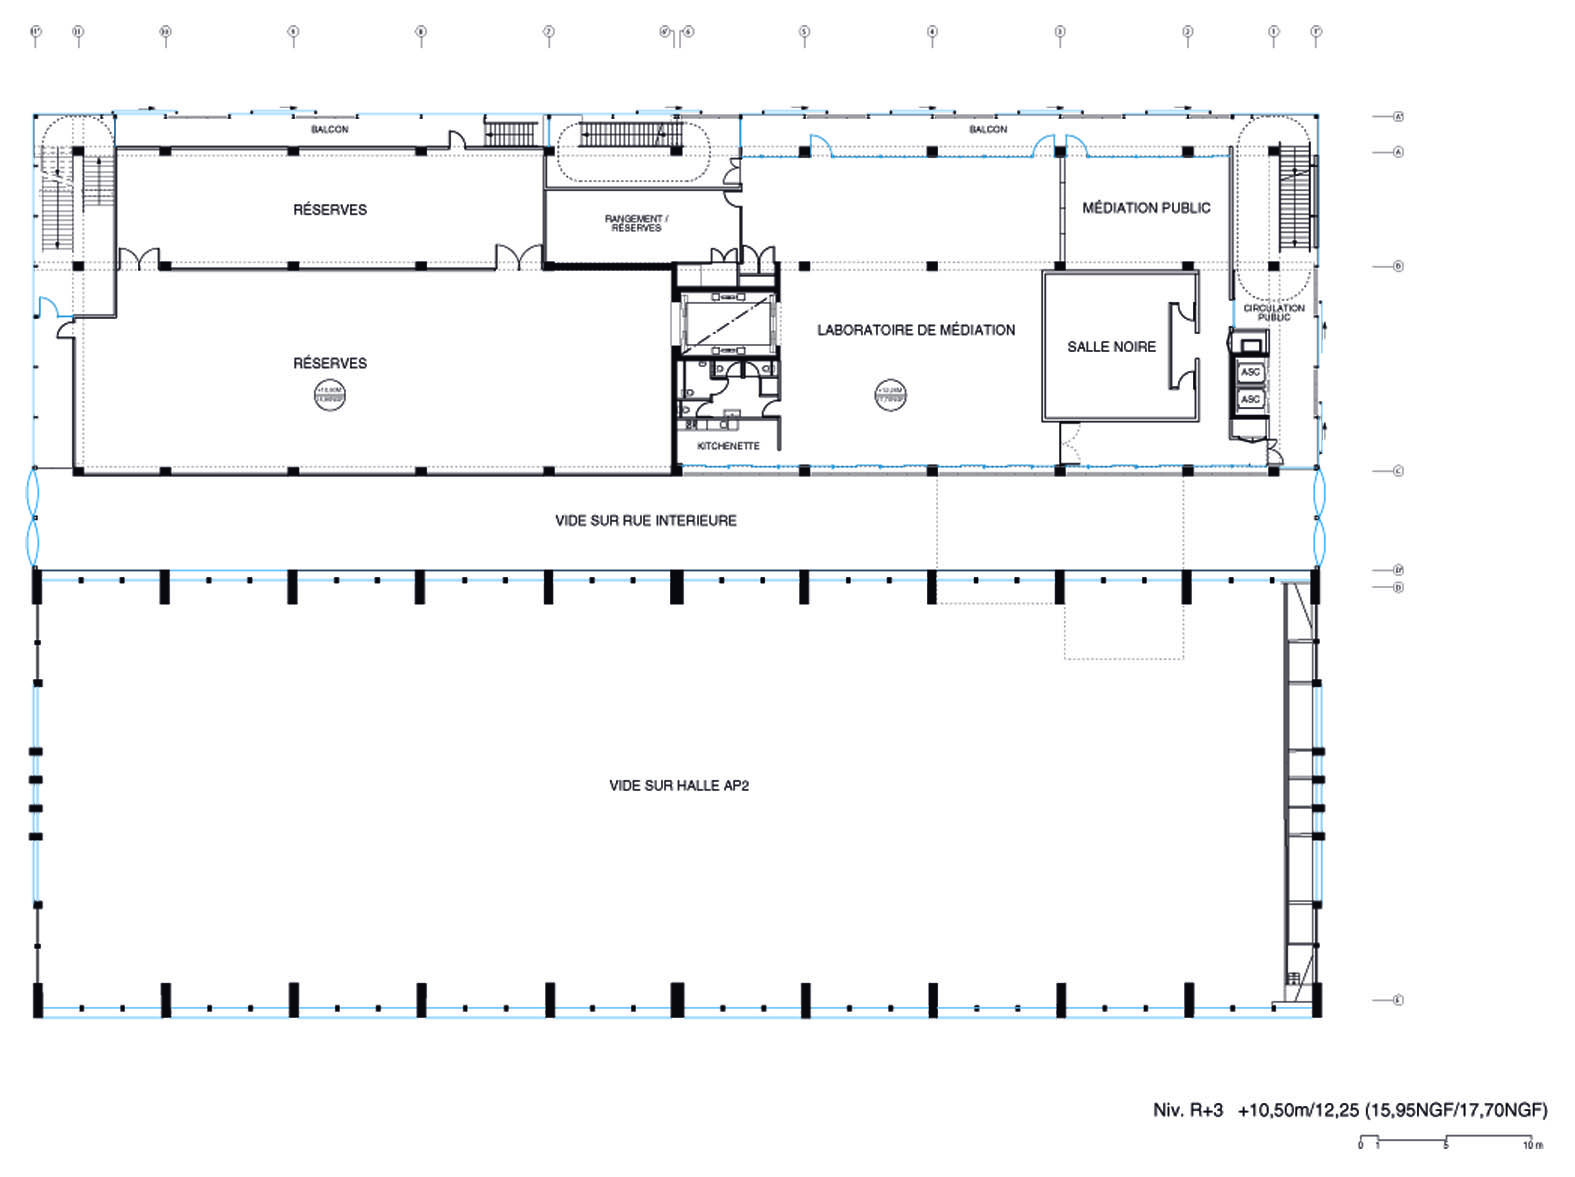 11' 11 10 9 8 7 6' 6 5 4 3 2 1 1'
A'
BALCON
BALCON
A
RÉSERVES
MÉDIATION PUBLIC
RANGEMENT /
RÉSERVES
B
CIRCULATION
PUBLIC
LABORATOIRE DE MÉDIATION
SALLE NOIRE
RÉSERVES
ASC
ASC
KITCHENETTE
C
VIDE SUR RUE INTERIEURE
D'
D
VIDE SUR HALLE AP2
E
Niv. R+3 +10,50m/12,25 (15,95NGF/17,70NGF)
0 1 5 10 m